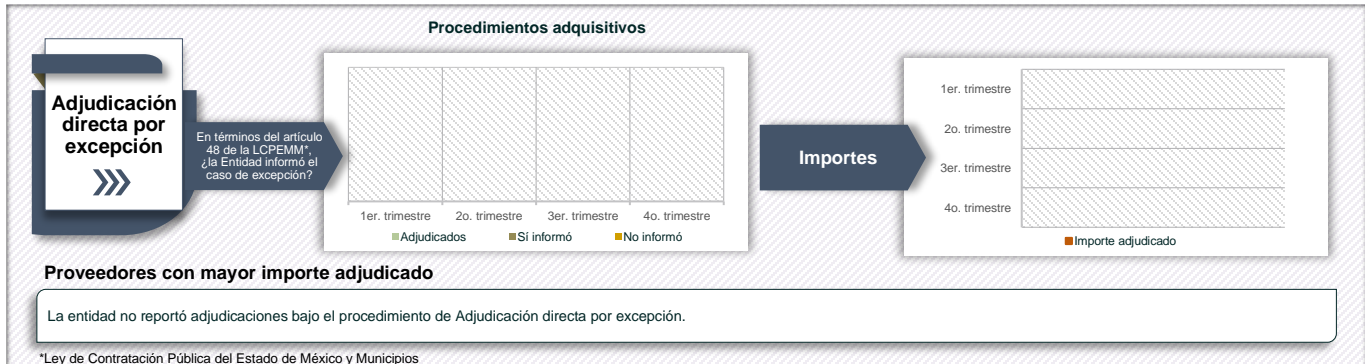 Procedimientos adquisitivos
Adjudicación
directa por
excepción
En términos del artículo
48 de la LCPEMM*,
¿la Entidad informó el
caso de excepción?
1er. trimestre 2o. trimestre 3er. trimestre 4o. trimestre
Adjudicados Sí informó No informó
Importes
1er. trimestre
2o. trimestre
3er. trimestre
4o. trimestre
Importe adjudicado
Proveedores con mayor importe adjudicado
La entidad no reportó adjudicaciones bajo el procedimiento de Adjudicación directa por excepción.
*Ley de Contratación Pública del Estado de México y Municipios